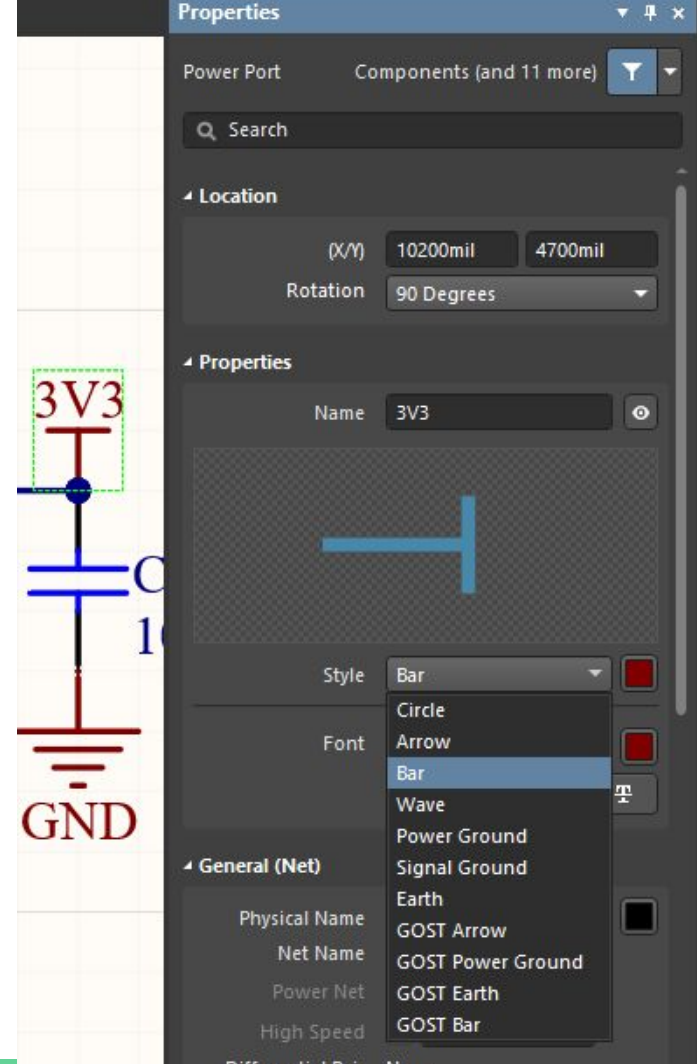 Properties
Power Port Components (and 11 more)
Search
Location
(X/Y) 10200mil 4700mil
Rotation 90 Degrees
Properties
Name 3V3
3V3
C
Style Bar
Circle
Font Arrow
Bar
Wave
Power Ground
GND
Signal Ground
General (Net)
Earth
Physical Name
GOST Arrow
Net Name
GOST Power Ground
Power Net
GOST Earth
High Speed
GOST Bar